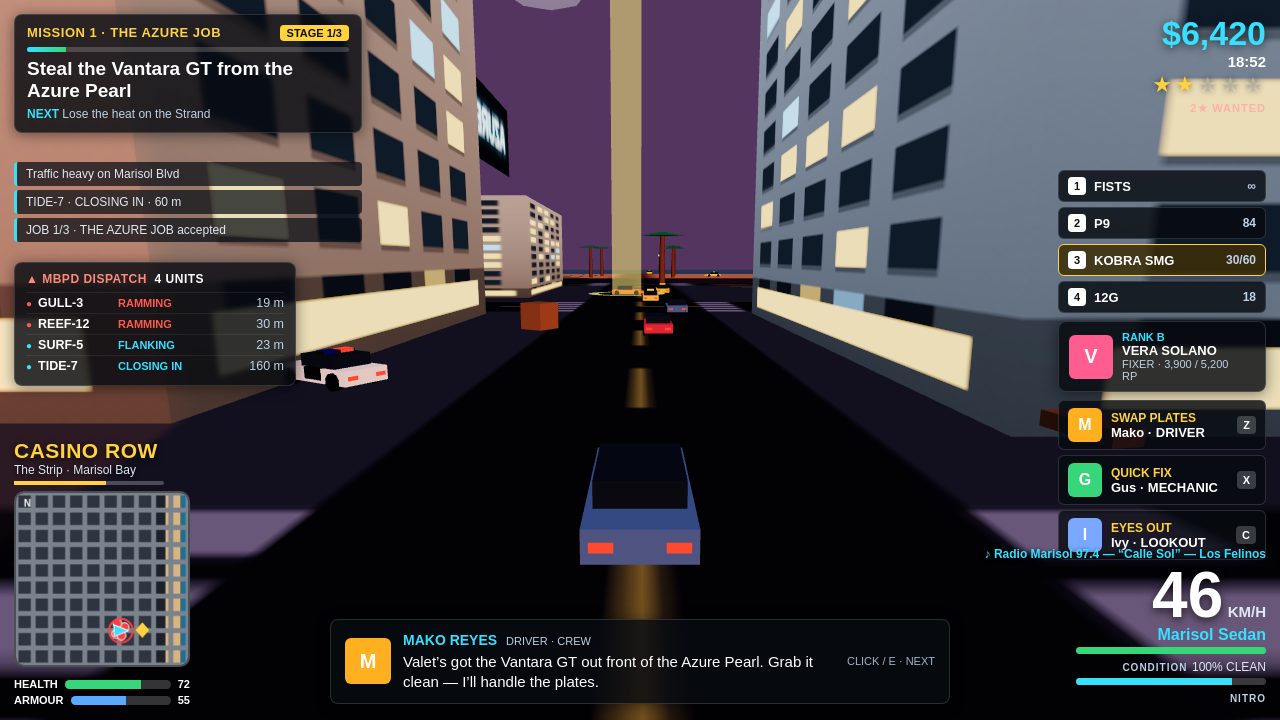 MISSION 1 · THE AZURE JOB
STAGE 1/3
Steal the Vantara GT from the
Azure Pearl
NEXT Lose the heat on the Strand
Traffic heavy on Marisol Blvd
TIDE-7 · CLOSING IN · 60 m
JOB 1/3 · THE AZURE JOB accepted
▲ MBPD DISPATCH 4 UNITS
GULL-3 RAMMING 19 m
REEF-12 RAMMING 30 m
SURF-5 FLANKING 23 m
TIDE-7 CLOSING IN 160 m
CASINO ROW
The Strip · Marisol Bay
N
HEALTH 72
ARMOUR 55
$6,420
18:52
★★★★★
2★ WANTED
1 FISTS ∞
2 P9 84
3 KOBRA SMG 30/60
4 12G 18
V
RANK B
VERA SOLANO
FIXER · 3,900 / 5,200
RP
M
SWAP PLATES
Mako · DRIVER
Z
G
QUICK FIX
Gus · MECHANIC
X
I
EYES OUT
Ivy · LOOKOUT
C
♪ Radio Marisol 97.4 — “Calle Sol” — Los Felinos
46 KM/H
Marisol Sedan
CONDITION 100% CLEAN
NITRO
M
MAKO REYES DRIVER · CREW
Valet’s got the Vantara GT out front of the Azure Pearl. Grab it
clean — I’ll handle the plates.
CLICK / E · NEXT